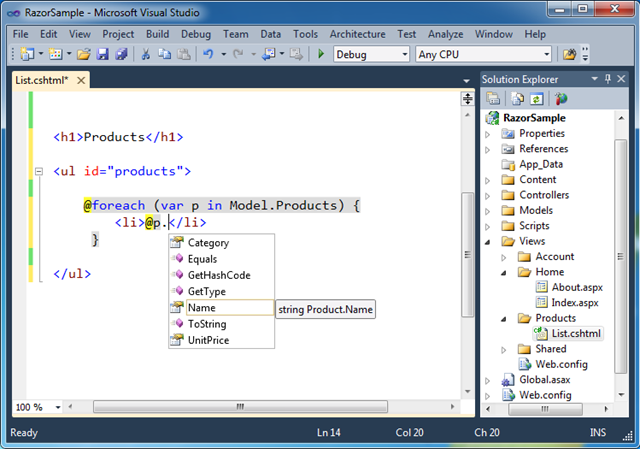 RazorSample - Microsoft Visual Studio
File Edit View Project Build Debug Team Data Tools Architecture Test Analyze Window Help
Debug Any CPU
List.cshtml*
<h1>Products</h1>
<ul id="products">
@foreach (var p in Model.Products) {
<li>@p.</li>
}
</ul>
Category
Equals
GetHashCode
GetType
Name
string Product.Name
ToString
UnitPrice
100 %
Solution Explorer
RazorSample
Properties
References
App_Data
Content
Controllers
Models
Scripts
Views
Account
Home
About.aspx
Index.aspx
Products
List.cshtml
Shared
Web.config
Global.asax
Web.config
Ready Ln 14 Col 20 Ch 20 INS